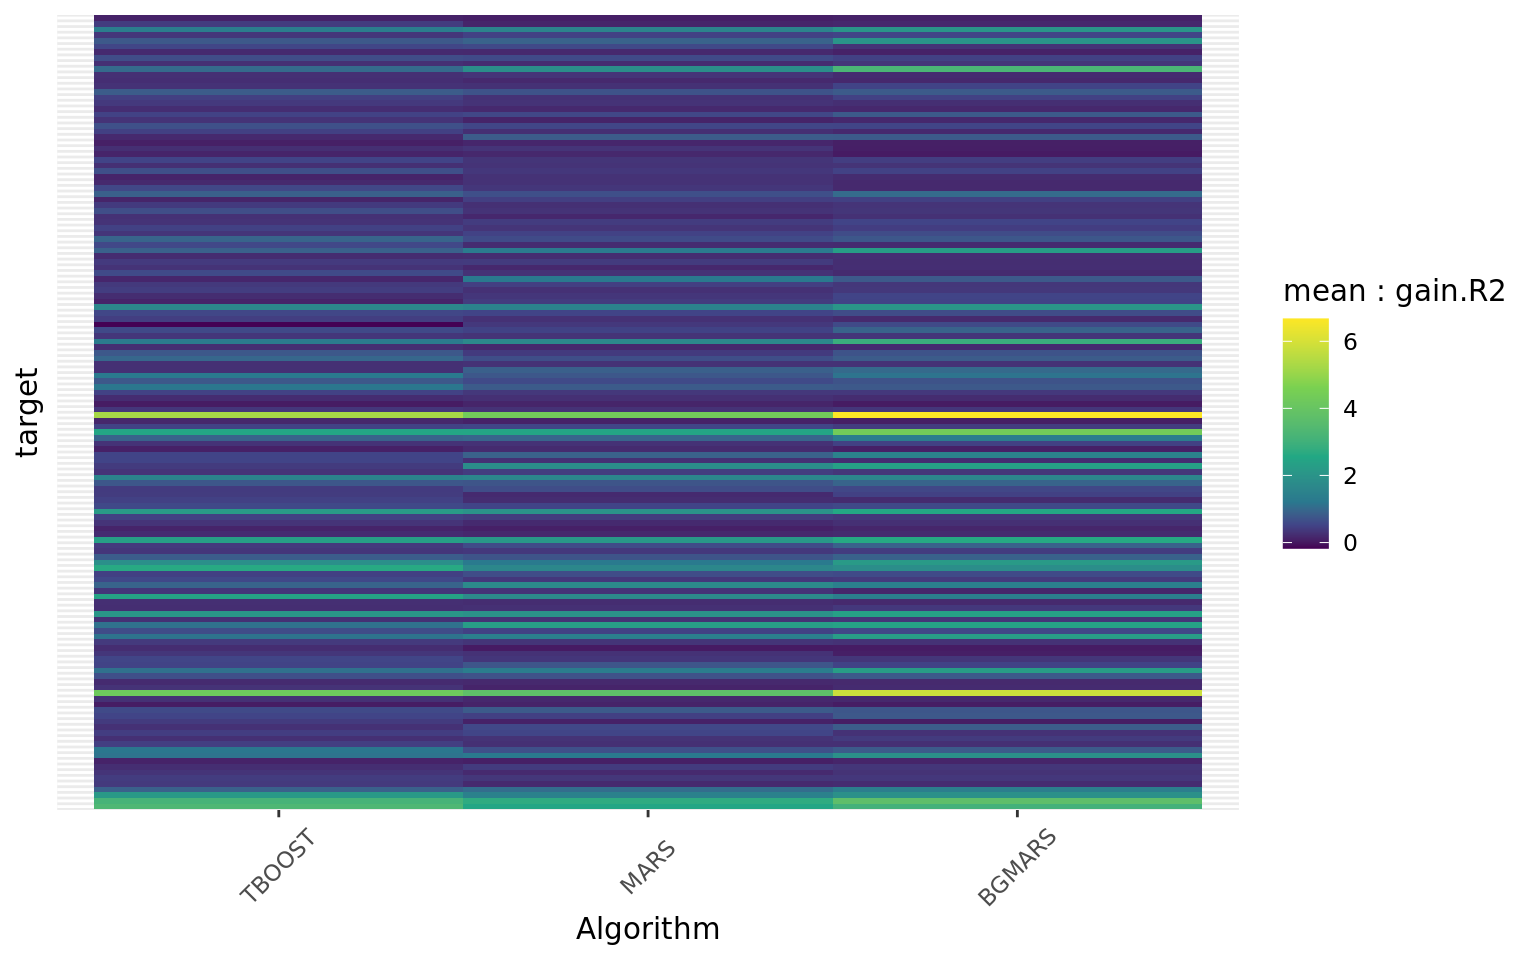 target
TBOOST
MARS
BGMARS
Algorithm
mean : gain.R2
6
4
2
0